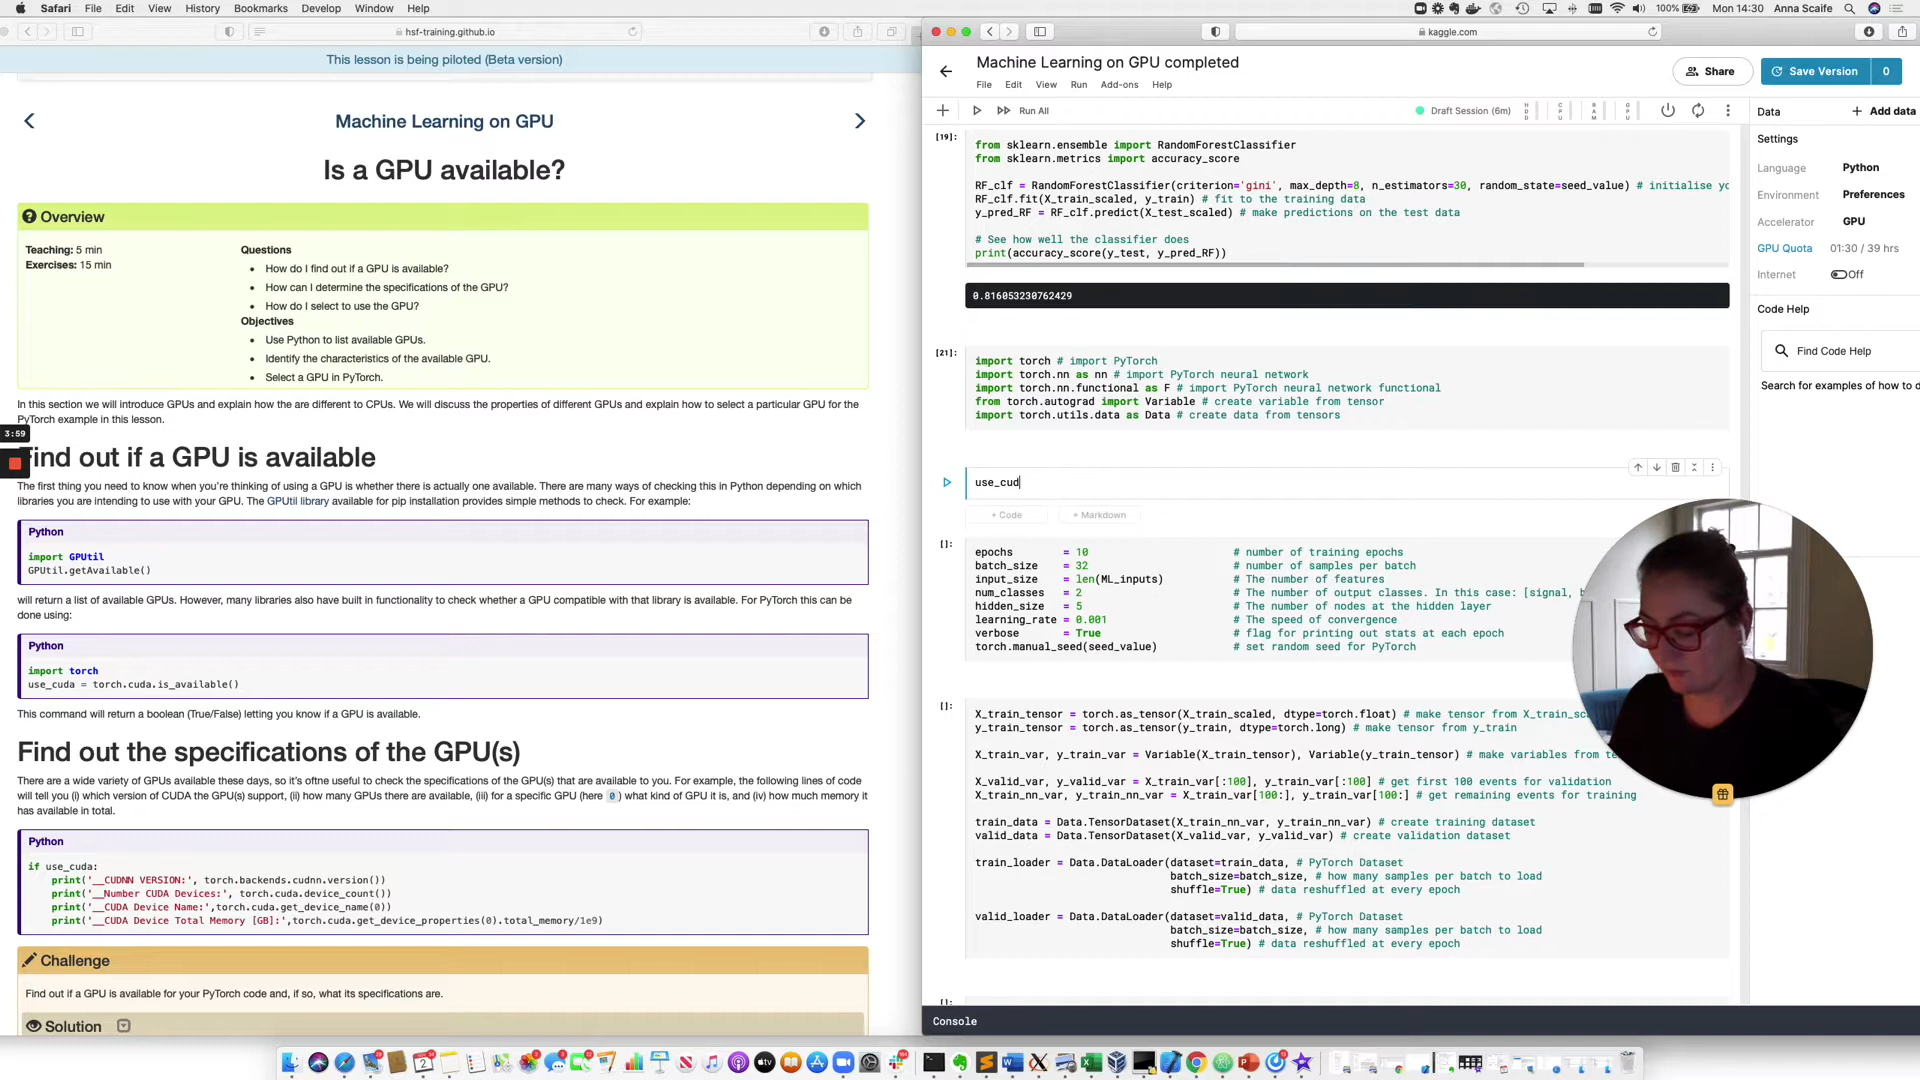 Safari File Edit View History Bookmarks Develop Window Help
100% Mon 14:30 Anna Scaife
hsf-training.github.io
This lesson is being piloted (Beta version)
Machine Learning on GPU
Is a GPU available?
Overview
Teaching: 5 min
Exercises: 15 min
Questions
How do I find out if a GPU is available?
How can I determine the specifications of the GPU?
How do I select to use the GPU?
Objectives
Use Python to list available GPUs.
Identify the characteristics of the available GPU.
Select a GPU in PyTorch.
In this section we will introduce GPUs and explain how the are different to CPUs. We will discuss the properties of different GPUs and explain how to select a particular GPU for the
PyTorch example in this lesson.
3:59
Find out if a GPU is available
The first thing you need to know when you're thinking of using a GPU is whether there is actually one available. There are many ways of checking this in Python depending on which
libraries you are intending to use with your GPU. The GPUtil library available for pip installation provides simple methods to check. For example:
Python
import GPUtil
GPUtil.getAvailable()
will return a list of available GPUs. However, many libraries also have built in functionality to check whether a GPU compatible with that library is available. For PyTorch this can be
done using:
Python
import torch
use_cuda = torch.cuda.is_available()
This command will return a boolean (True/False) letting you know if a GPU is available.
Find out the specifications of the GPU(s)
There are a wide variety of GPUs available these days, so it's oftne useful to check the specifications of the GPU(s) that are available to you. For example, the following lines of code
will tell you (i) which version of CUDA the GPU(s) support, (ii) how many GPUs there are available, (iii) for a specific GPU (here 0) what kind of GPU it is, and (iv) how much memory it
has available in total.
Python
if use_cuda:
print('__CUDNN VERSION:', torch.backends.cudnn.version())
print('__Number CUDA Devices:', torch.cuda.device_count())
print('__CUDA Device Name:',torch.cuda.get_device_name(0))
print('__CUDA Device Total Memory [GB]:',torch.cuda.get_device_properties(0).total_memory/1e9)
Challenge
Find out if a GPU is available for your PyTorch code and, if so, what its specifications are.
Solution
kaggle.com
Machine Learning on GPU completed
File Edit View Run Add-ons Help
Share
Save Version 0
Run All
Draft Session (6m)
[19]:
from sklearn.ensemble import RandomForestClassifier
from sklearn.metrics import accuracy_score
RF_clf = RandomForestClassifier(criterion='gini', max_depth=8, n_estimators=30, random_state=seed_value) # initialise
RF_clf.fit(X_train_scaled, y_train) # fit to the training data
y_pred_RF = RF_clf.predict(X_test_scaled) # make predictions on the test data
# See how well the classifier does
print(accuracy_score(y_test, y_pred_RF))
0.816053230762429
[21]:
import torch # import PyTorch
import torch.nn as nn # import PyTorch neural network
import torch.nn.functional as F # import PyTorch neural network functional
from torch.autograd import Variable # create variable from tensor
import torch.utils.data as Data # create data from tensors
use_cud
+ Code + Markdown
[ ]:
epochs = 10 # number of training epochs
batch_size = 32 # number of samples per batch
input_size = len(ML_inputs) # The number of features
num_classes = 2 # The number of output classes. In this case: [signal,
hidden_size = 5 # The number of nodes at the hidden layer
learning_rate = 0.001 # The speed of convergence
verbose = True # flag for printing out stats at each epoch
torch.manual_seed(seed_value) # set random seed for PyTorch
[ ]:
X_train_tensor = torch.as_tensor(X_train_scaled, dtype=torch.float) # make tensor from
y_train_tensor = torch.as_tensor(y_train, dtype=torch.long) # make tensor from y_train
X_train_var, y_train_var = Variable(X_train_tensor), Variable(y_train_tensor) # make variables from
X_valid_var, y_valid_var = X_train_var[:100], y_train_var[:100] # get first 100 events for validation
X_train_nn_var, y_train_nn_var = X_train_var[100:], y_train_var[100:] # get remaining events for training
train_data = Data.TensorDataset(X_train_nn_var, y_train_nn_var) # create training dataset
valid_data = Data.TensorDataset(X_valid_var, y_valid_var) # create validation dataset
train_loader = Data.DataLoader(dataset=train_data, # PyTorch Dataset
batch_size=batch_size, # how many samples per batch to load
shuffle=True) # data reshuffled at every epoch
valid_loader = Data.DataLoader(dataset=valid_data, # PyTorch Dataset
batch_size=batch_size, # how many samples per batch to load
shuffle=True) # data reshuffled at every epoch
[ ]:
Console
Data
+ Add data
Settings
Language Python
Environment Preferences
Accelerator GPU
GPU Quota 01:30 / 39 hrs
Internet Off
Code Help
Find Code Help
Search for examples of how to